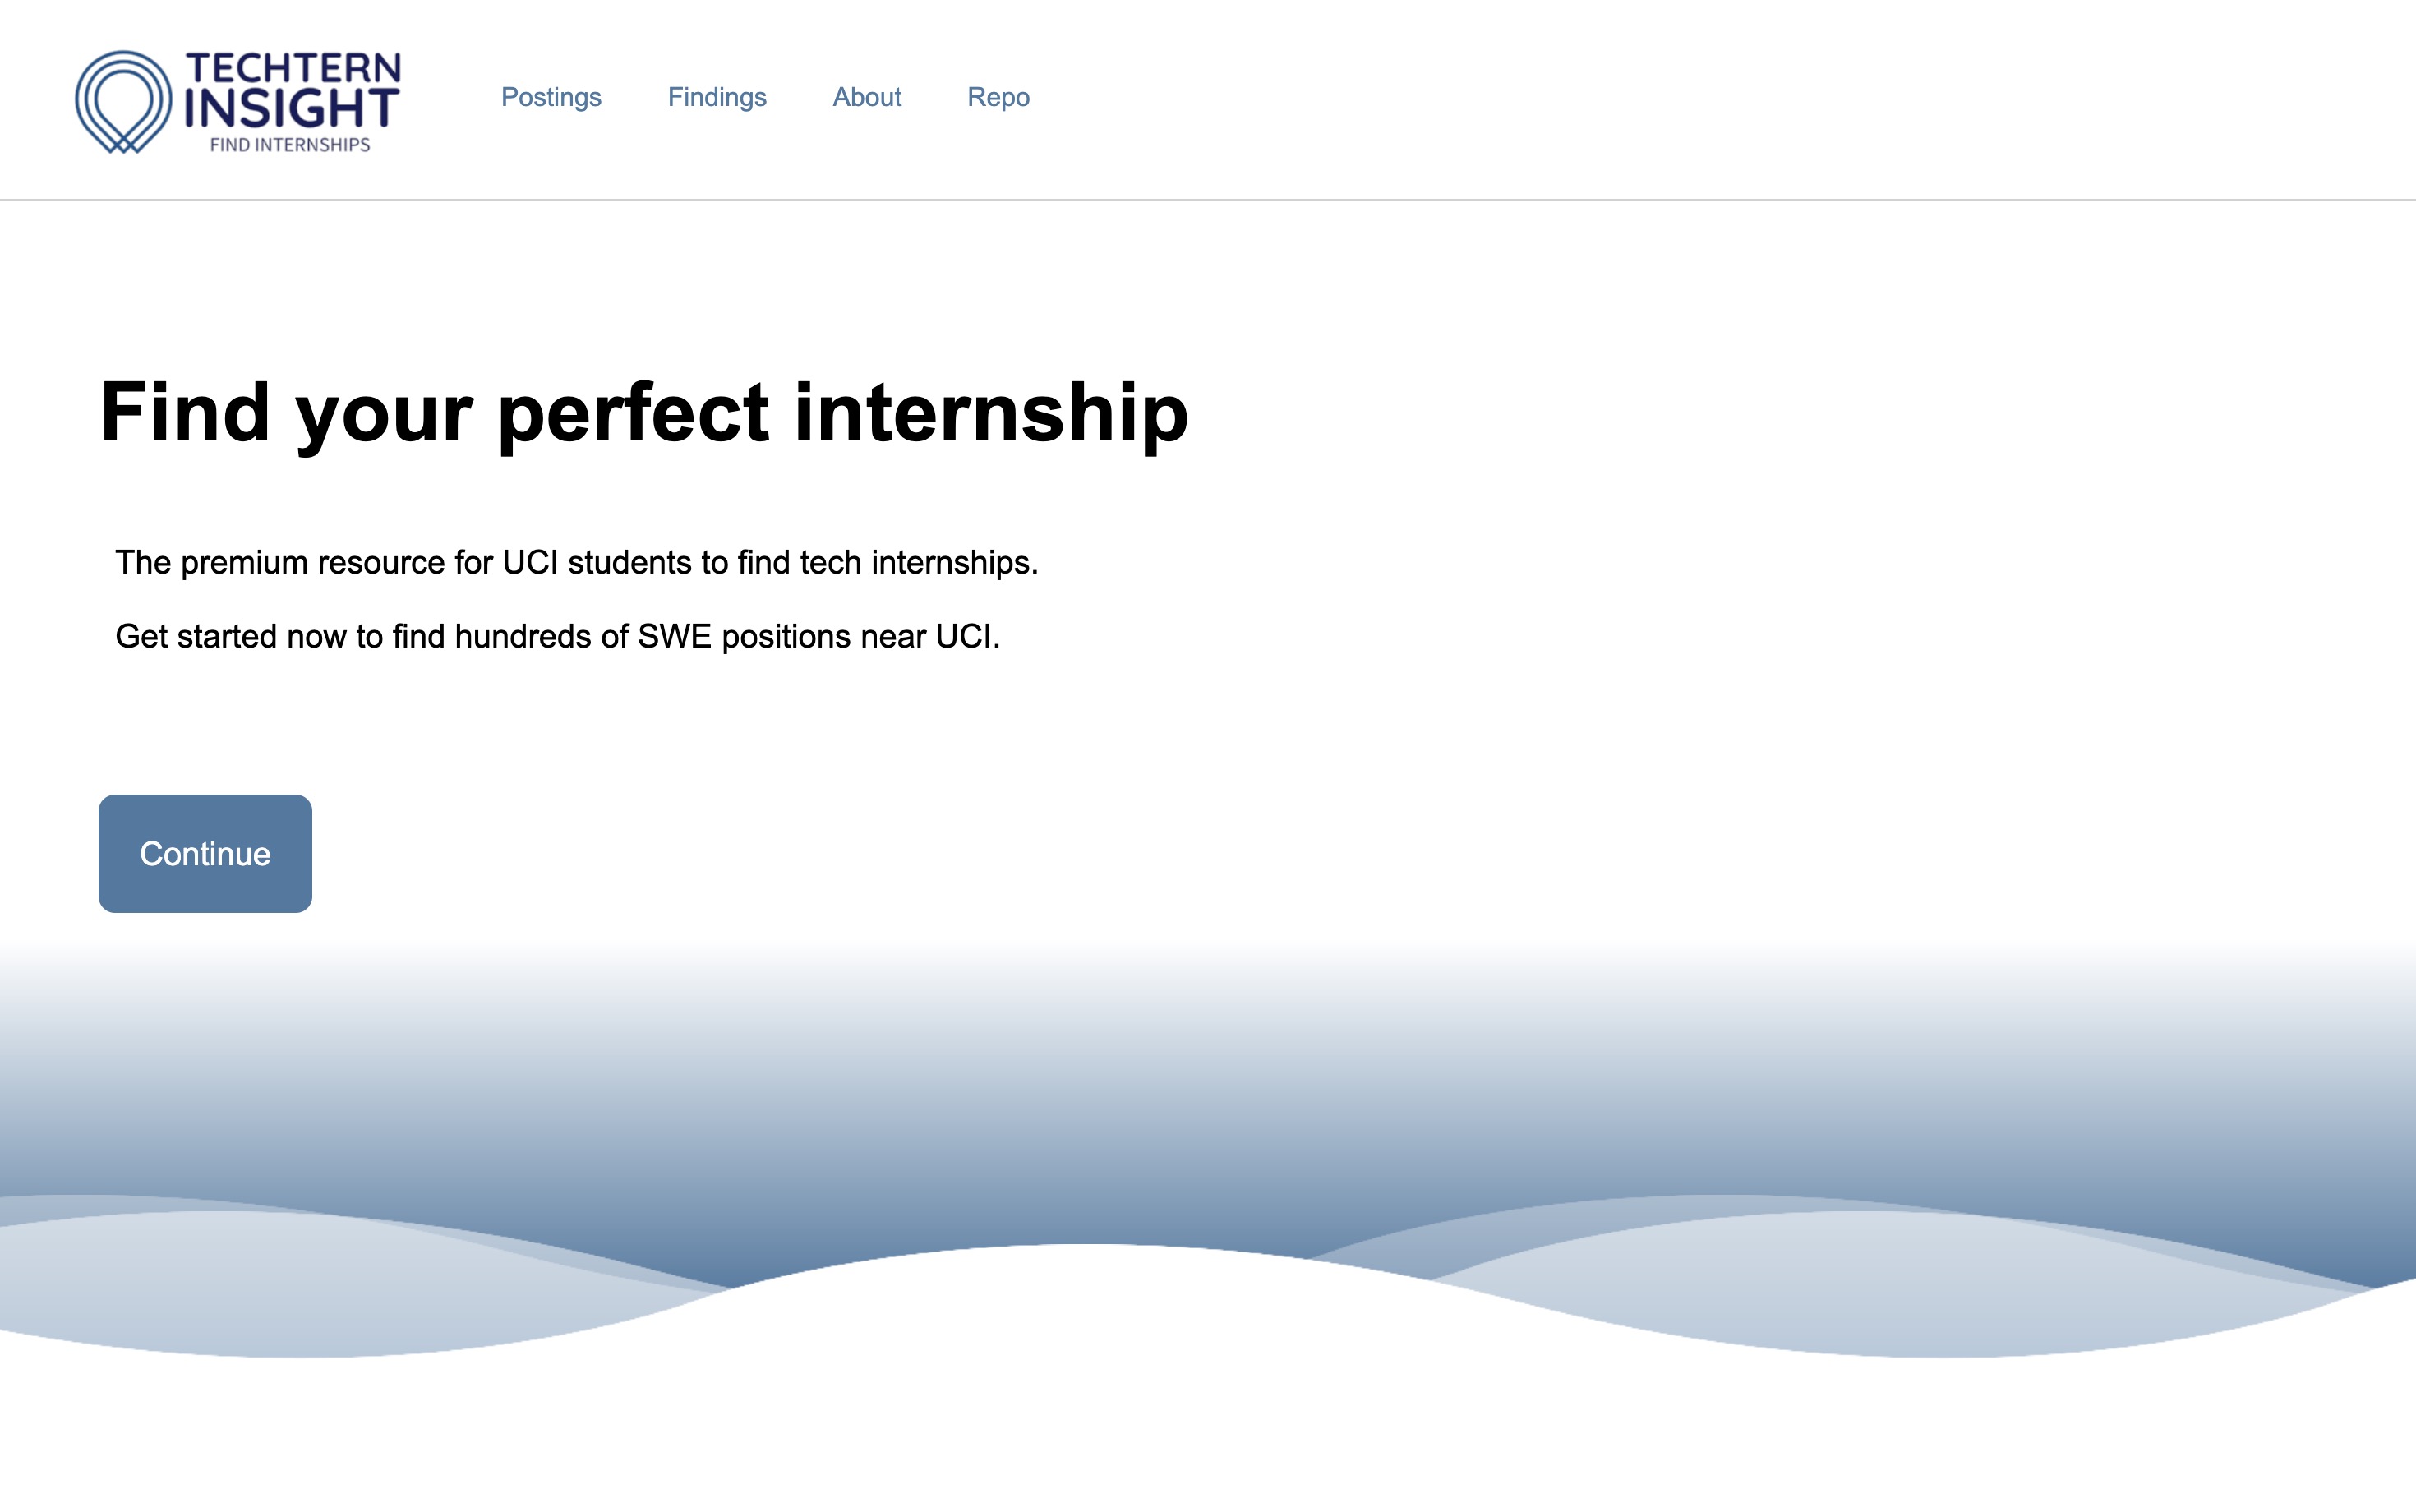 TECHTERN
INSIGHT
FIND INTERNSHIPS
Postings Findings About Repo
Find your perfect internship
The premium resource for UCI students to find tech internships.
Get started now to find hundreds of SWE positions near UCI.
Continue